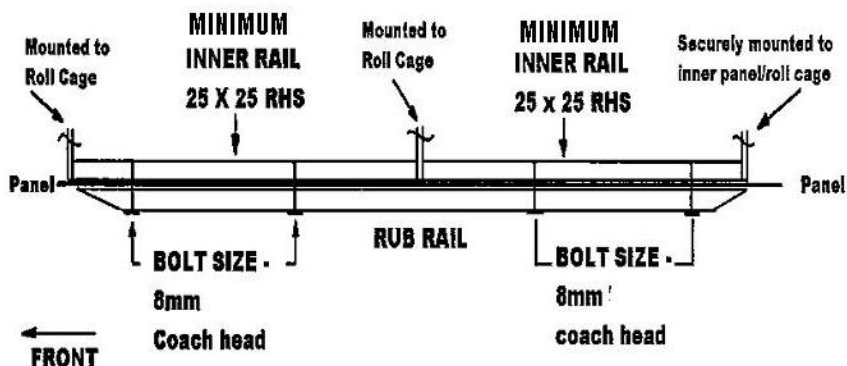 Mounted to
Roll Cage
MINIMUM
INNER RAIL
25 X 25 RHS
Mounted to
Roll Cage
MINIMUM
INNER RAIL
25 x 25 RHS
Securely mounted to
inner panel/roll cage
Panel
Panel
RUB RAIL
BOLT SIZE -
8mm
Coach head
BOLT SIZE -
8mm
coach head
FRONT